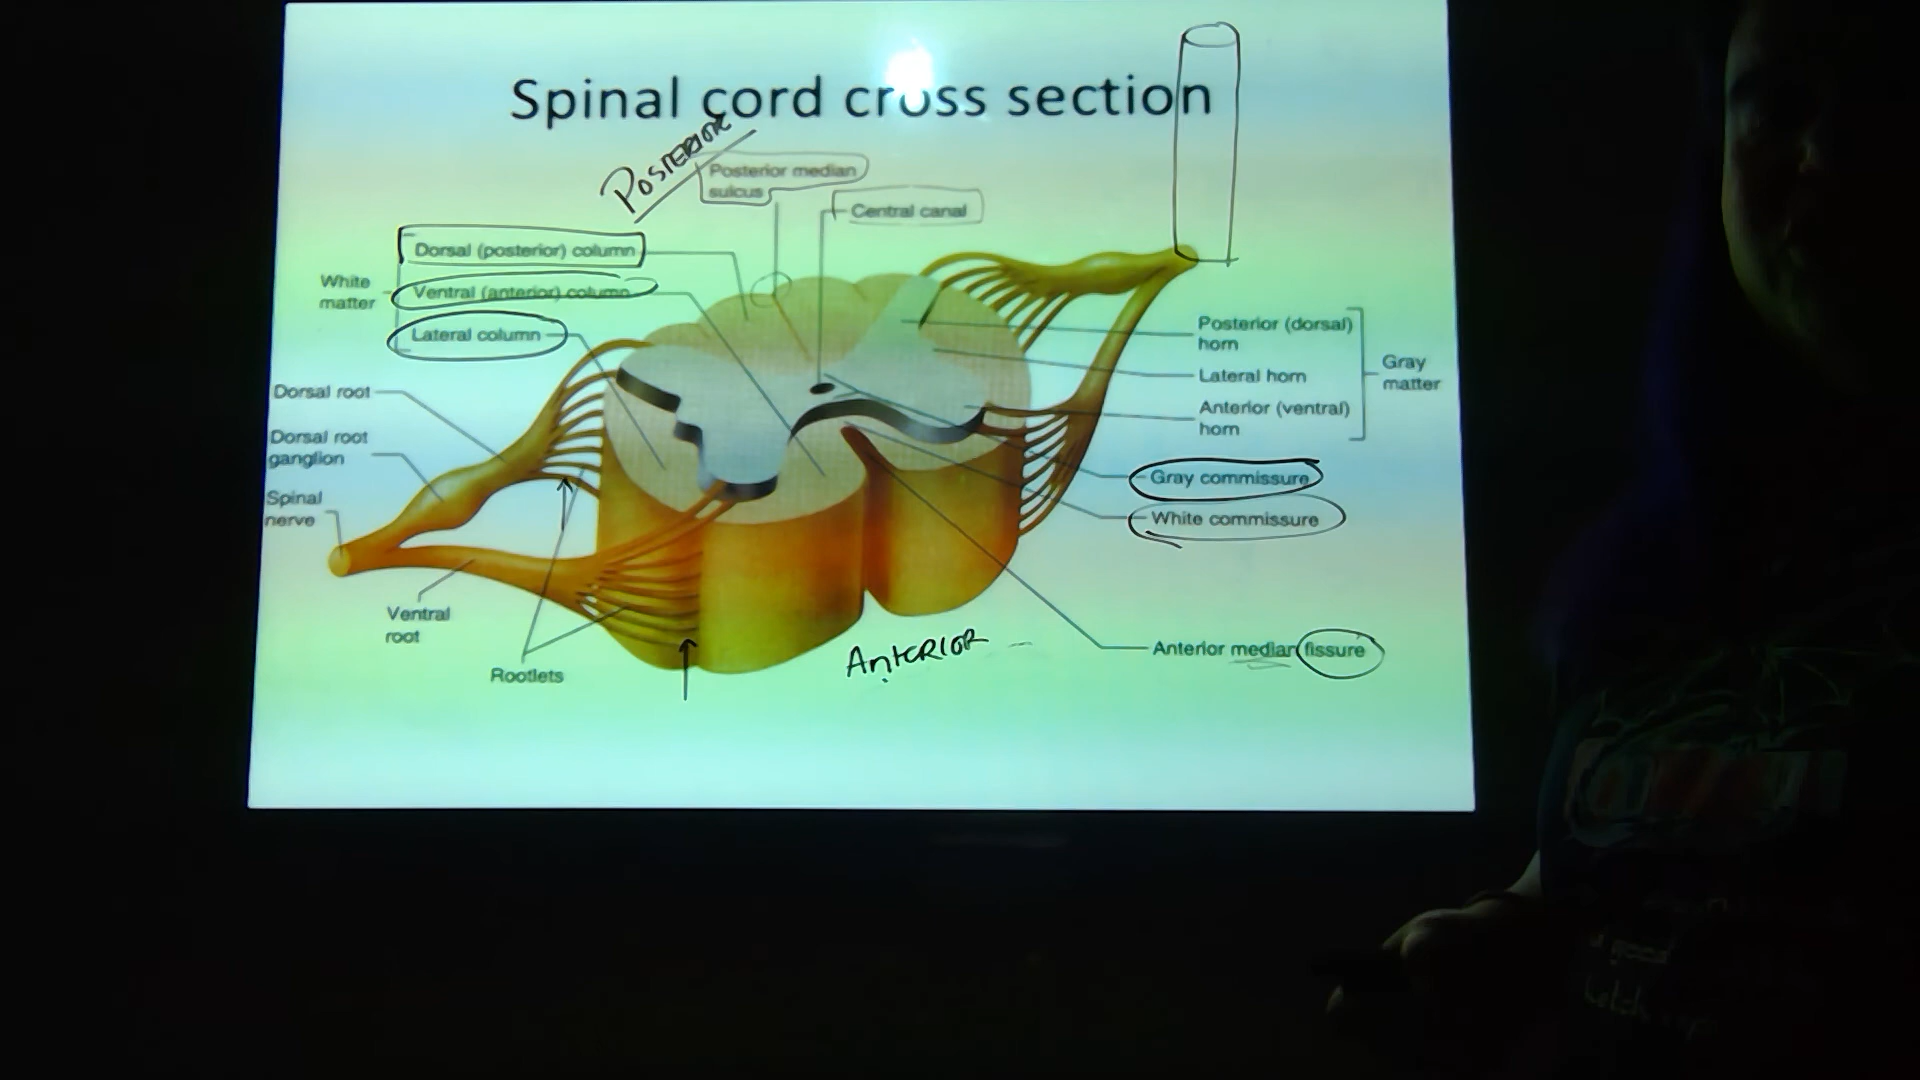 Spinal cord cross section
POSTERIOR
Posterior median
sulcus
Central canal
Dorsal (posterior) column
White
matter
Ventral (anterior) column
Lateral column
Dorsal root
Dorsal root
ganglion
Spinal
nerve
Ventral
root
Rootlets
Posterior (dorsal)
horn
Lateral horn
Anterior (ventral)
horn
Gray
matter
Gray commissure
White commissure
Anterior median fissure
ANTERIOR